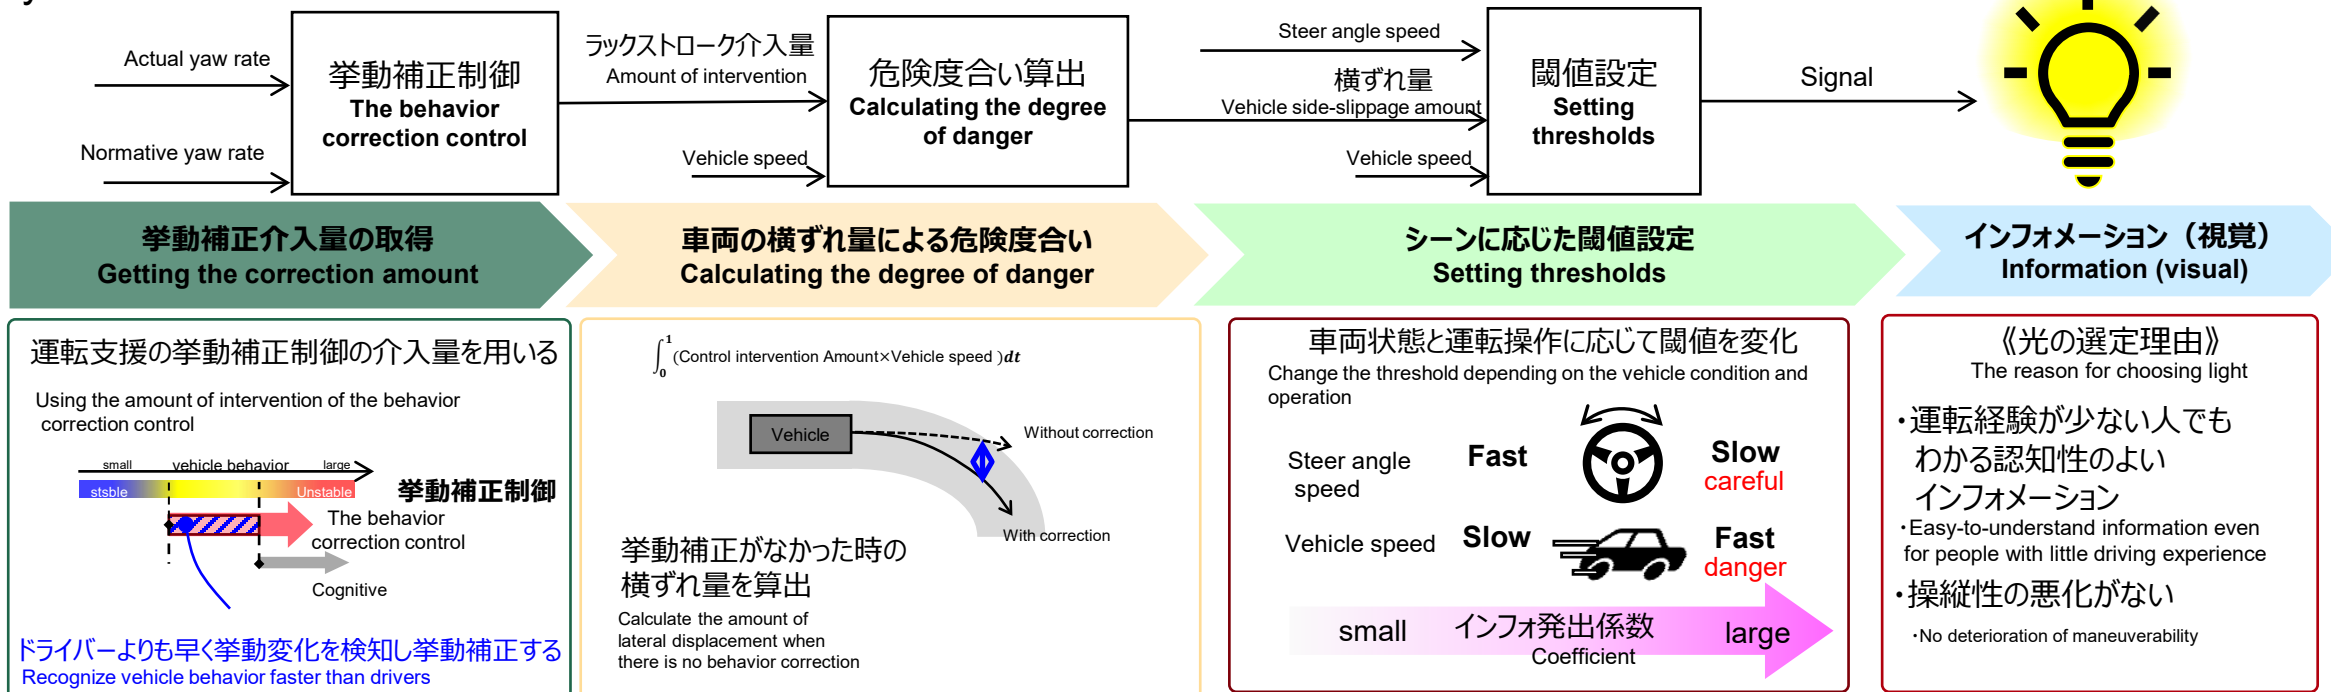 Actual yaw rate
Normative yaw rate
挙動補正制御
The behavior
correction control
ラックストローク介入量
Amount of intervention
Vehicle speed
危険度合い算出
Calculating the degree
of danger
Steer angle speed
横ずれ量
Vehicle side-slippage amount
Vehicle speed
閾値設定
Setting
thresholds
Signal
挙動補正介入量の取得
Getting the correction amount
車両の横ずれ量による危険度合い
Calculating the degree of danger
シーンに応じた閾値設定
Setting thresholds
インフォメーション（視覚）
Information (visual)
運転支援の挙動補正制御の介入量を用いる
Using the amount of intervention of the behavior
correction control
small vehicle behavior large
stsble Unstable
挙動補正制御
The behavior
correction control
Cognitive
ドライバーよりも早く挙動変化を検知し挙動補正する
Recognize vehicle behavior faster than drivers
∫₀¹(Control intervention Amount×Vehicle speed )dt
Vehicle
Without correction
With correction
挙動補正がなかった時の
横ずれ量を算出
Calculate the amount of
lateral displacement when
there is no behavior correction
車両状態と運転操作に応じて閾値を変化
Change the threshold depending on the vehicle condition and
operation
Steer angle
speed
Fast
Slow
careful
Vehicle speed
Slow
Fast
danger
small インフォ発出係数 large
Coefficient
《光の選定理由》
The reason for choosing light
・運転経験が少ない人でも
わかる認知性のよい
インフォメーション
・Easy-to-understand information even
for people with little driving experience
・操縦性の悪化がない
・No deterioration of maneuverability